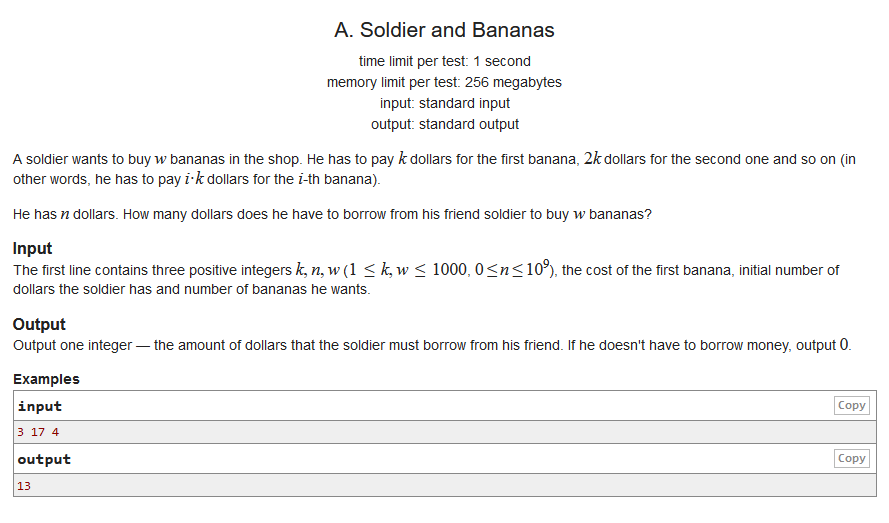 A. Soldier and Bananas
time limit per test: 1 second
memory limit per test: 256 megabytes
input: standard input
output: standard output
A soldier wants to buy w bananas in the shop. He has to pay k dollars for the first banana, 2k dollars for the second one and so on (in
other words, he has to pay i·k dollars for the i-th banana).
He has n dollars. How many dollars does he have to borrow from his friend soldier to buy w bananas?
Input
The first line contains three positive integers k, n, w (1 ≤ k, w ≤ 1000, 0 ≤ n ≤ 10⁹), the cost of the first banana, initial number of
dollars the soldier has and number of bananas he wants.
Output
Output one integer — the amount of dollars that the soldier must borrow from his friend. If he doesn't have to borrow money, output 0.
Examples
input Copy
3 17 4
output Copy
13